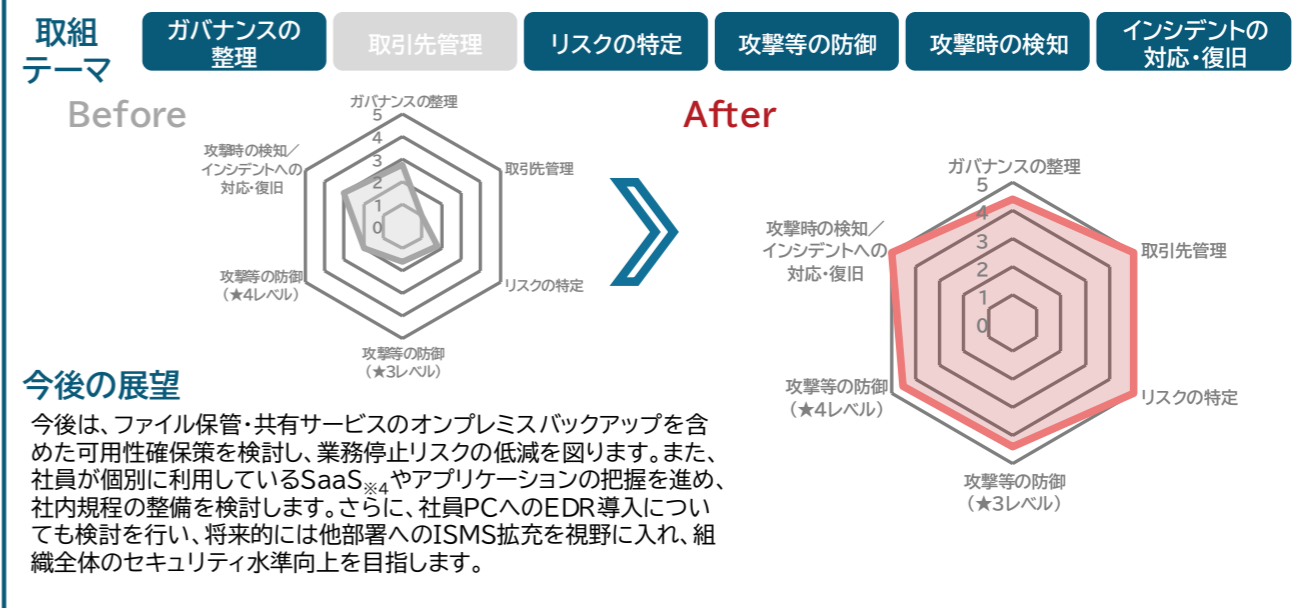 取組
テーマ
ガバナンスの
整理
取引先管理
リスクの特定
攻撃等の防御
攻撃時の検知
インシデントの
対応・復旧
Before
ガバナンスの整理
取引先管理
リスクの特定
攻撃等の防御
(★3レベル)
攻撃等の防御
(★4レベル)
攻撃時の検知/
インシデントへの
対応・復旧
5
4
3
2
1
0
After
ガバナンスの整理
取引先管理
リスクの特定
攻撃等の防御
(★3レベル)
攻撃等の防御
(★4レベル)
攻撃時の検知/
インシデントへの
対応・復旧
5
4
3
2
1
0
今後の展望
今後は、ファイル保管・共有サービスのオンプレミスバックアップを含
めた可用性確保策を検討し、業務停止リスクの低減を図ります。また、
社員が個別に利用しているSaaS※4やアプリケーションの把握を進め、
社内規程の整備を検討します。さらに、社員PCへのEDR導入につい
ても検討を行い、将来的には他部署へのISMS拡充を視野に入れ、組
織全体のセキュリティ水準向上を目指します。